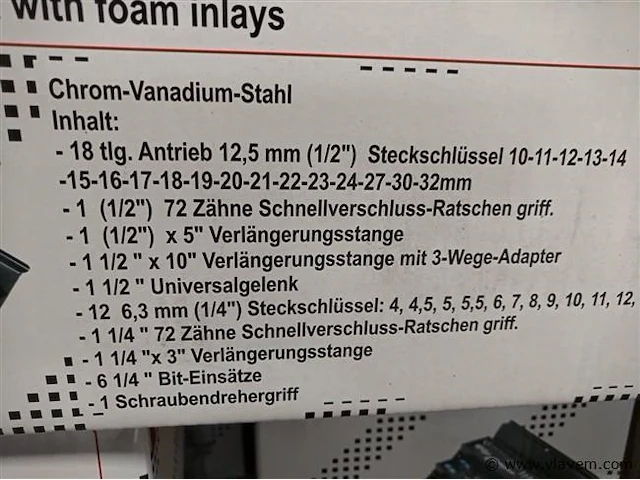 with foam inlays
Chrom-Vanadium-Stahl
Inhalt:
- 18 tlg. Antrieb 12,5 mm (1/2") Steckschlüssel 10-11-12-13-14
-15-16-17-18-19-20-21-22-23-24-27-30-32mm
- 1 (1/2") 72 Zähne Schnellverschluss-Ratschen griff.
- 1 (1/2") x 5" Verlängerungsstange
- 1 1/2 " x 10" Verlängerungsstange mit 3-Wege-Adapter
- 1 1/2 " Universalgelenk
- 12 6,3 mm (1/4") Steckschlüssel: 4, 4,5, 5, 5,5, 6, 7, 8, 9, 10, 11, 12,
- 1 1/4 " 72 Zähne Schnellverschluss-Ratschen griff.
- 1 1/4 "x 3" Verlängerungsstange
- 6 1/4 " Bit-Einsätze
- 1 Schraubendrehergriff
© www.vlavem.com